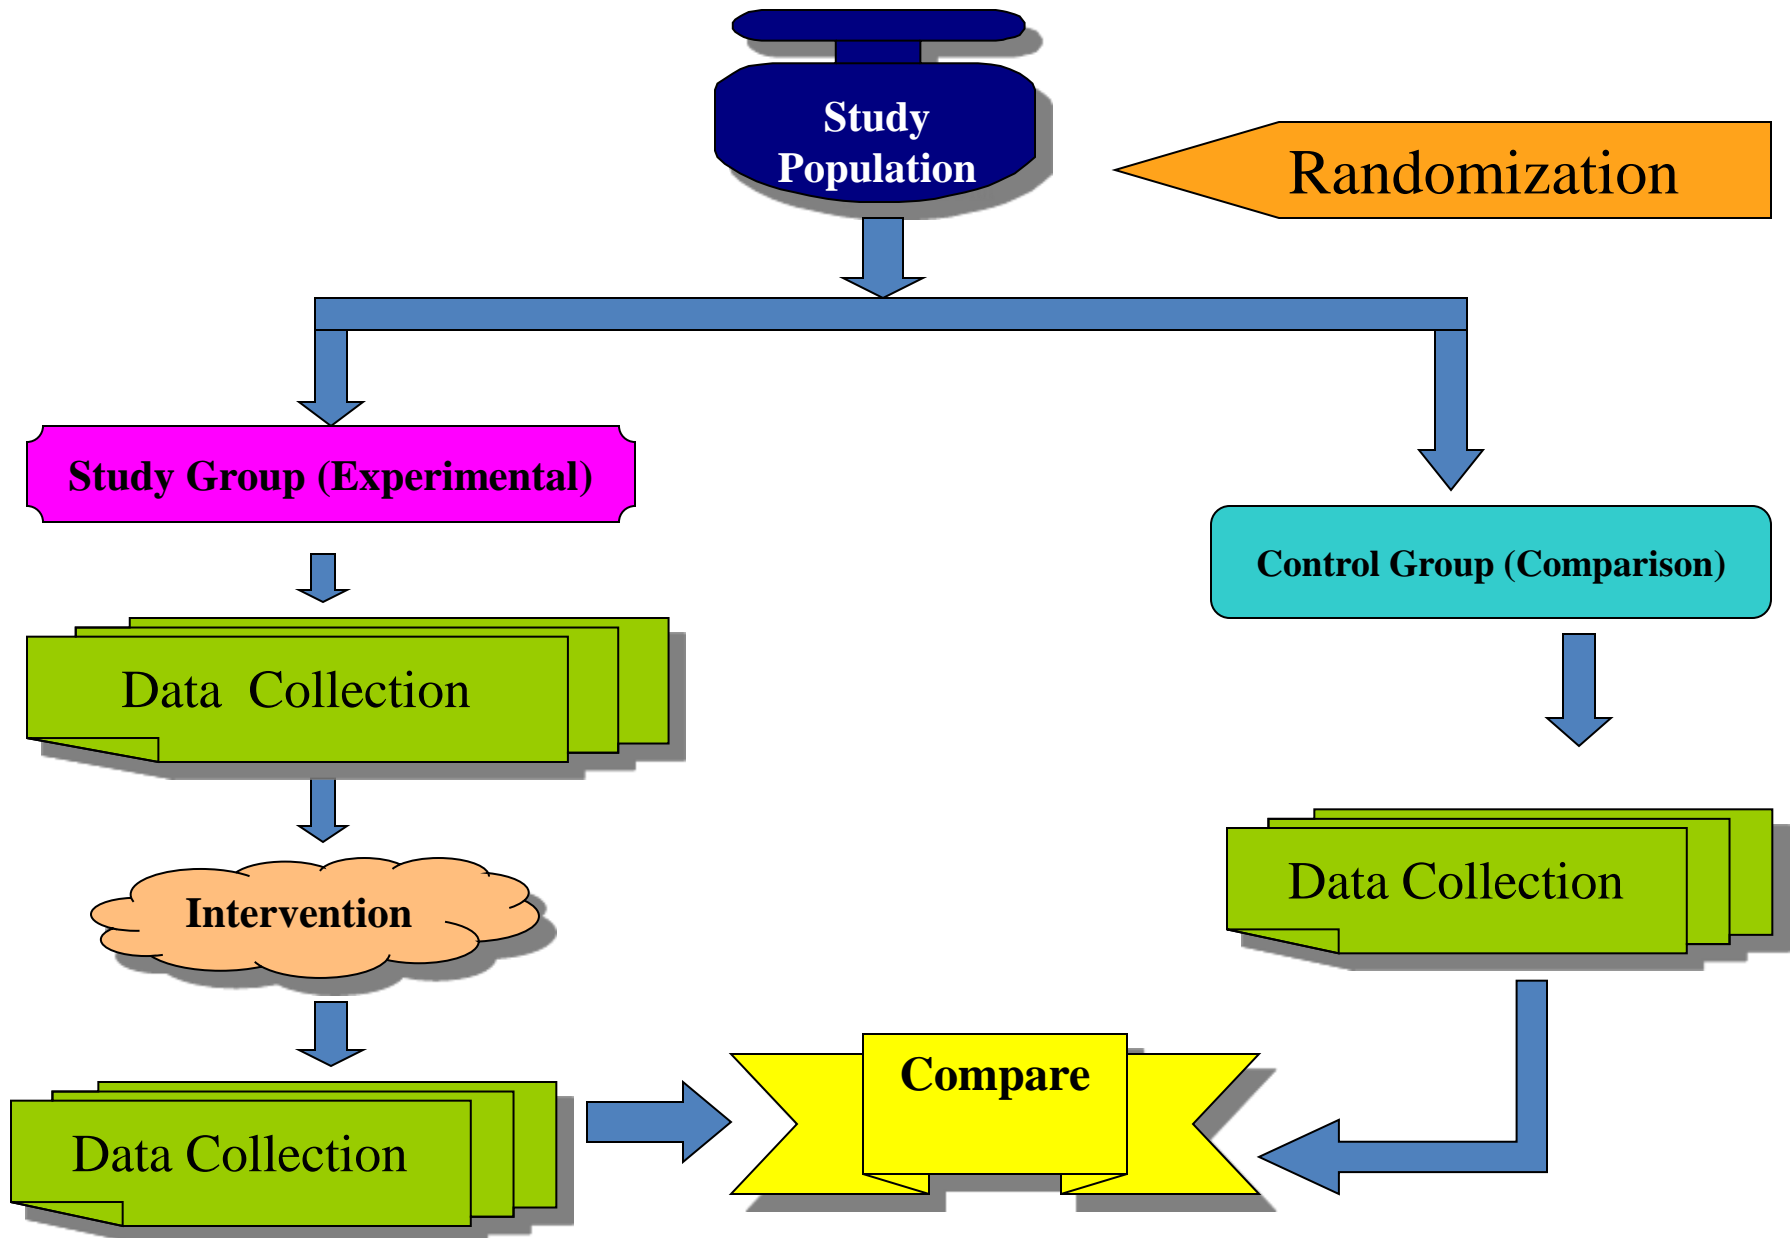 Study
Population
Randomization
Study Group (Experimental)
Control Group (Comparison)
Data  Collection
Data Collection
Intervention
Compare
Data Collection